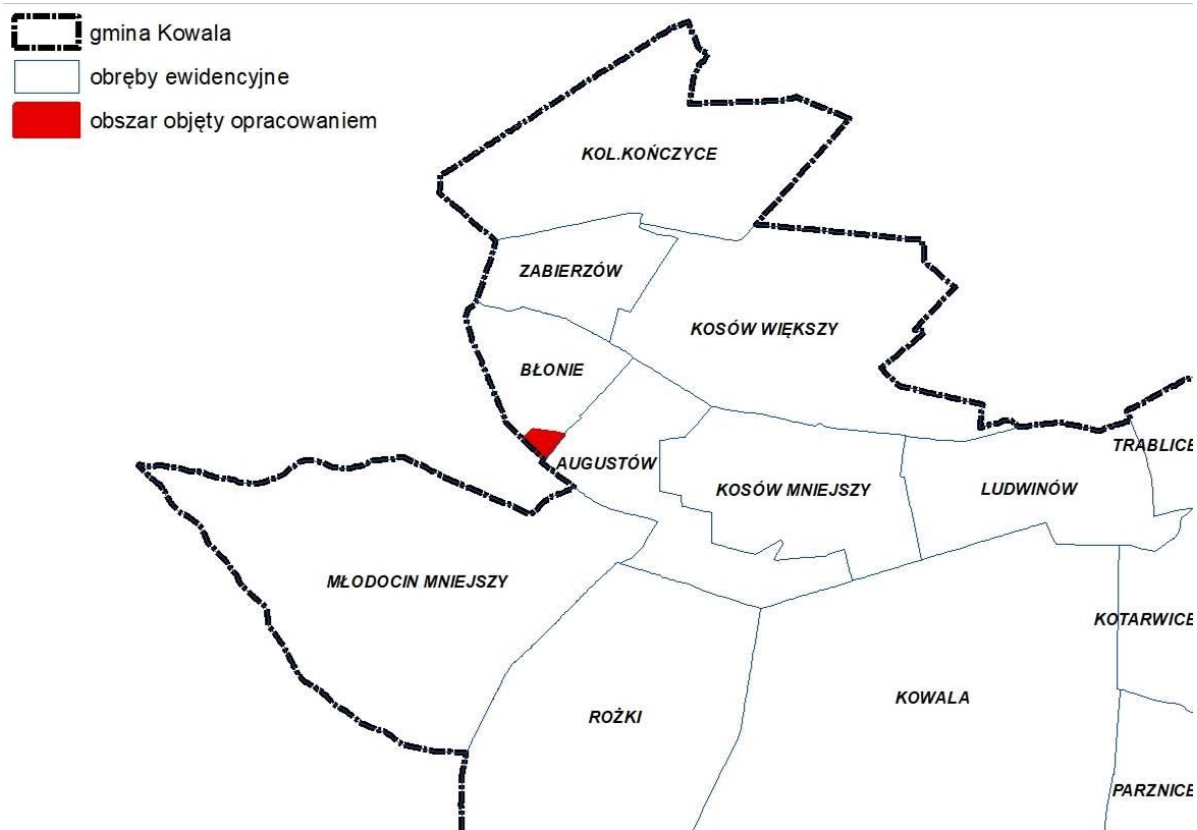 gmina Kowala
obręby ewidencyjne
obszar objęty opracowaniem
KOL.KOŃCZYCE
ZABIERZÓW
KOSÓW WIĘKSZY
BŁONIE
TRABLICE
AUGUSTÓW
KOSÓW MNIEJSZY
LUDWINÓW
MŁODOCIN MNIEJSZY
KOTARWICE
ROŻKI
KOWALA
PARZNICE